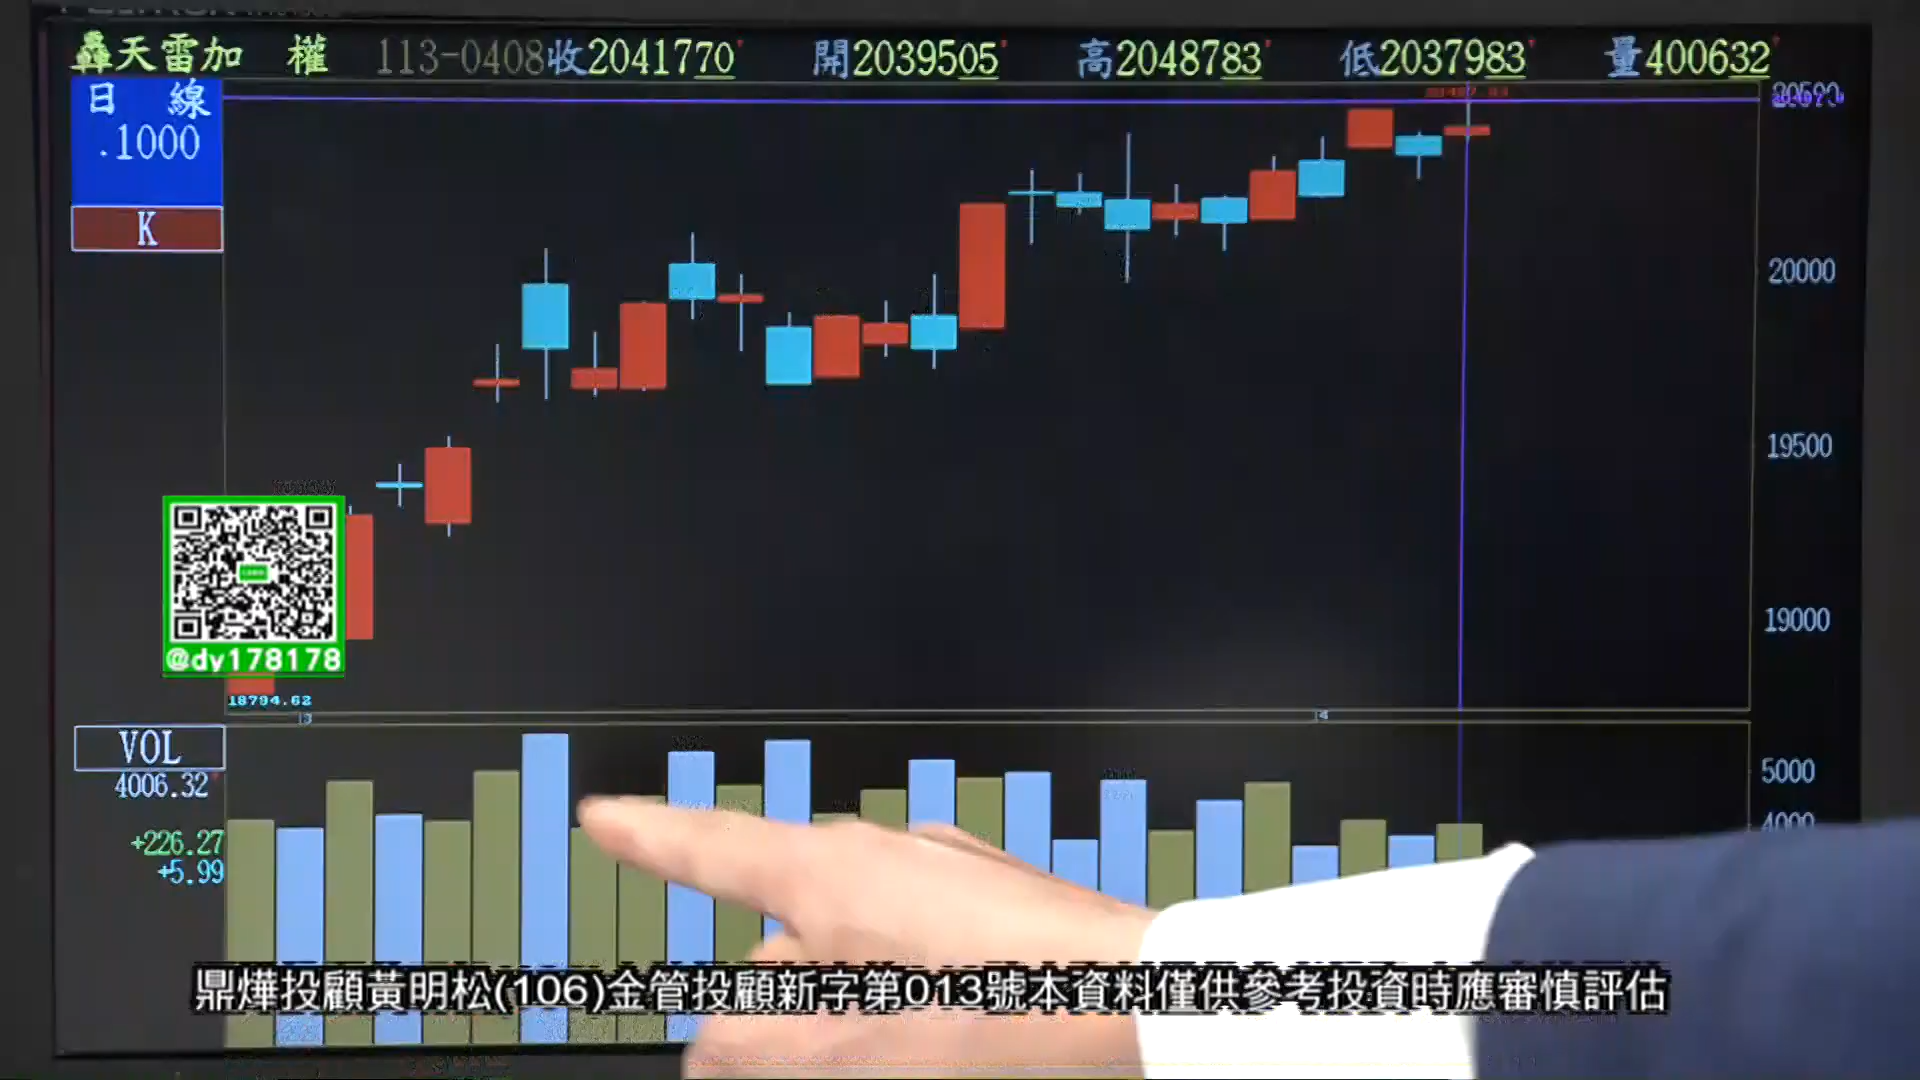 轟天雷加 權 113-0408收2041770 開2039505 高2048783 低2037983 量400632
日 線
.1000
K
20000
19500
19000
@dy178178
18794.62
3
4
VOL
4006.32
+226.27
+5.99
5000
4000
鼎燁投顧黃明松(106)金管投顧新字第013號本資料僅供參考投資時應審慎評估